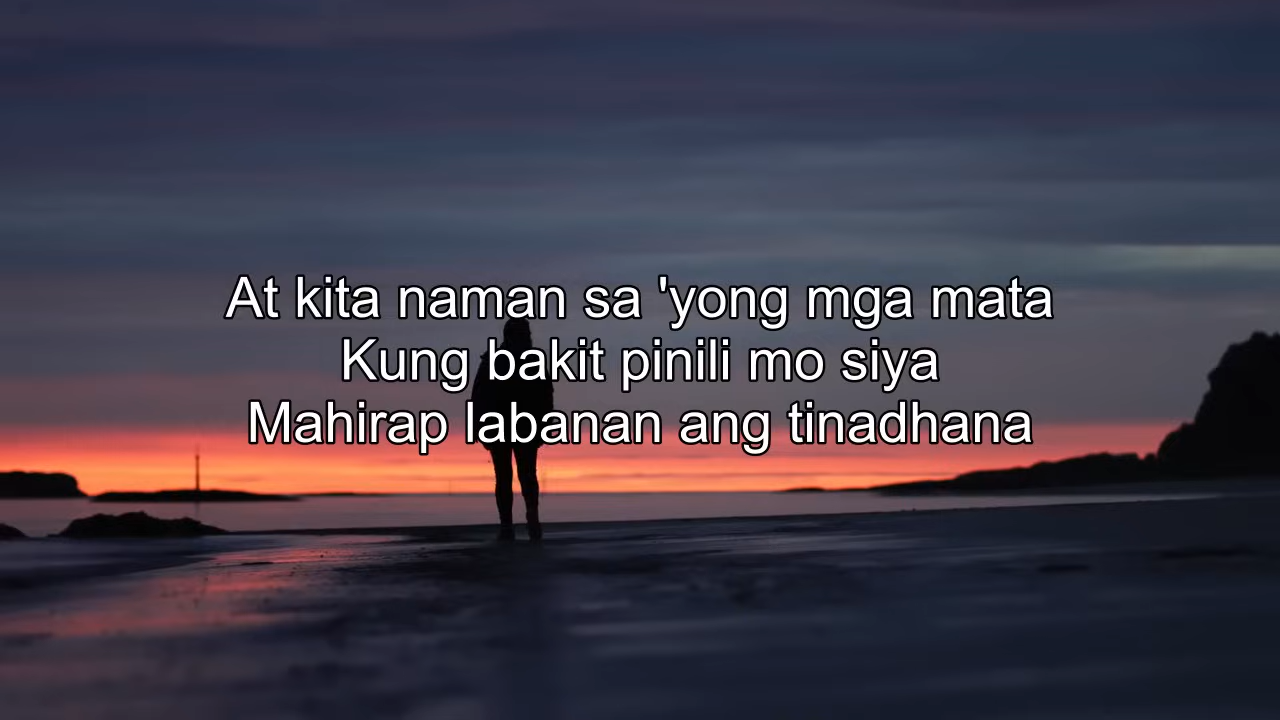 At kita naman sa 'yong mga mata
Kung bakit pinili mo siya
Mahirap labanan ang tinadhana